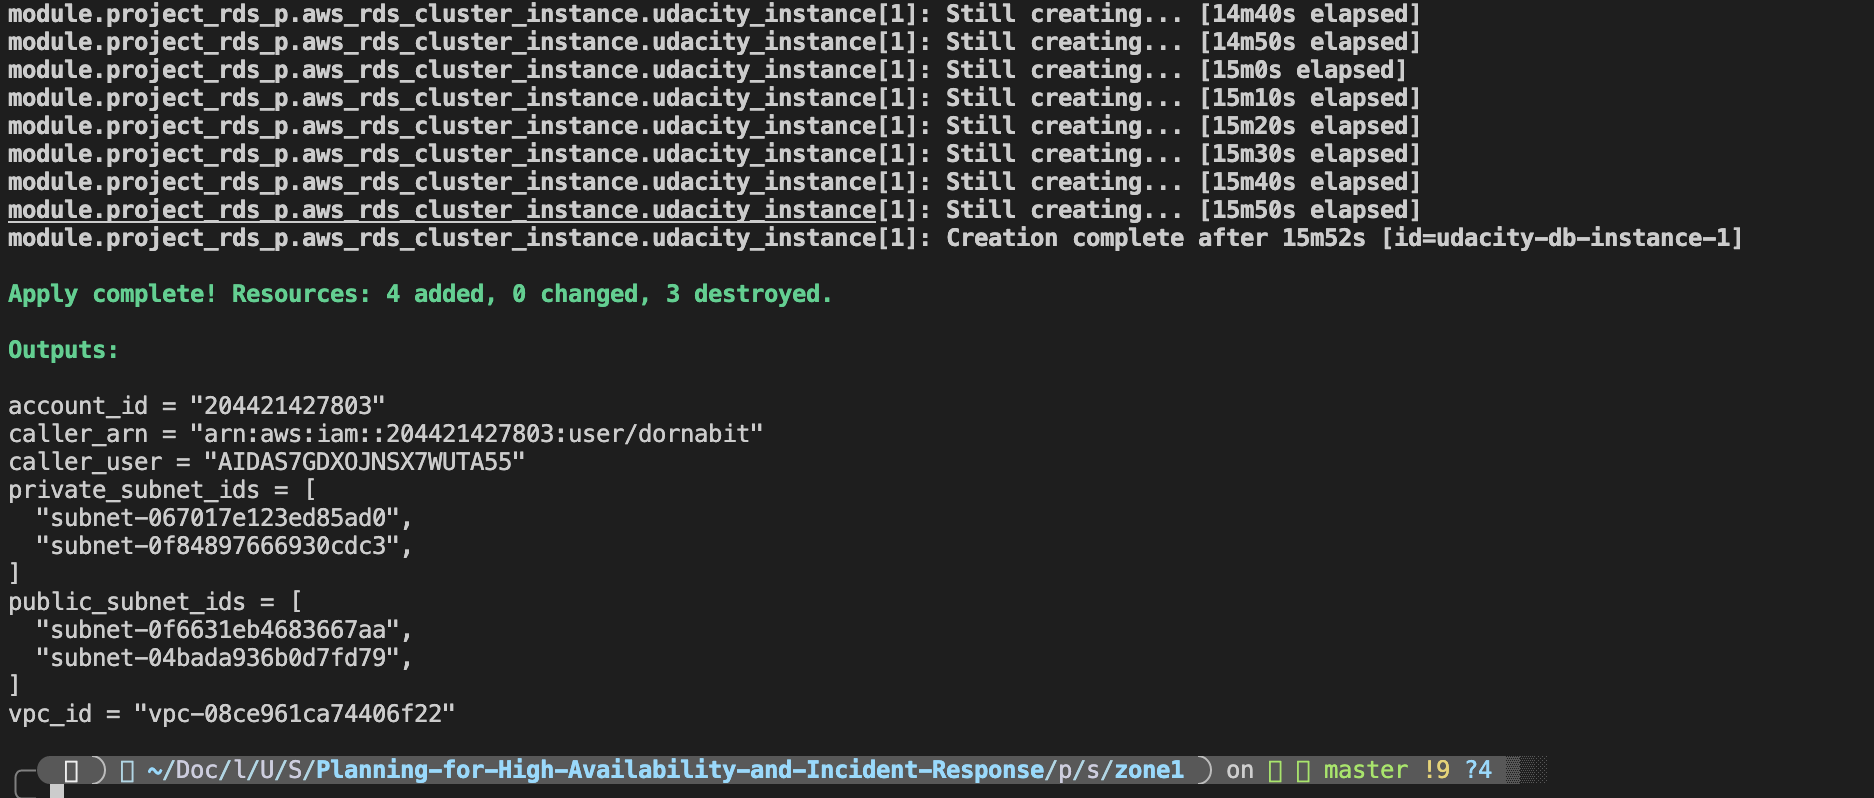 module.project_rds_p.aws_rds_cluster_instance.udacity_instance[1]: Still creating... [14m40s elapsed]
module.project_rds_p.aws_rds_cluster_instance.udacity_instance[1]: Still creating... [14m50s elapsed]
module.project_rds_p.aws_rds_cluster_instance.udacity_instance[1]: Still creating... [15m0s elapsed]
module.project_rds_p.aws_rds_cluster_instance.udacity_instance[1]: Still creating... [15m10s elapsed]
module.project_rds_p.aws_rds_cluster_instance.udacity_instance[1]: Still creating... [15m20s elapsed]
module.project_rds_p.aws_rds_cluster_instance.udacity_instance[1]: Still creating... [15m30s elapsed]
module.project_rds_p.aws_rds_cluster_instance.udacity_instance[1]: Still creating... [15m40s elapsed]
module.project_rds_p.aws_rds_cluster_instance.udacity_instance[1]: Still creating... [15m50s elapsed]
module.project_rds_p.aws_rds_cluster_instance.udacity_instance[1]: Creation complete after 15m52s [id=udacity-db-instance-1]
Apply complete! Resources: 4 added, 0 changed, 3 destroyed.
Outputs:
account_id = "204421427803"
caller_arn = "arn:aws:iam::204421427803:user/dornabit"
caller_user = "AIDAS7GDXOJNSX7WUTA55"
private_subnet_ids = [
  "subnet-067017e123ed85ad0",
  "subnet-0f84897666930cdc3",
]
public_subnet_ids = [
  "subnet-0f6631eb4683667aa",
  "subnet-04bada936b0d7fd79",
]
vpc_id = "vpc-08ce961ca74406f22"
~/Doc/l/U/S/Planning-for-High-Availability-and-Incident-Response/p/s/zone1 on master !9 ?4